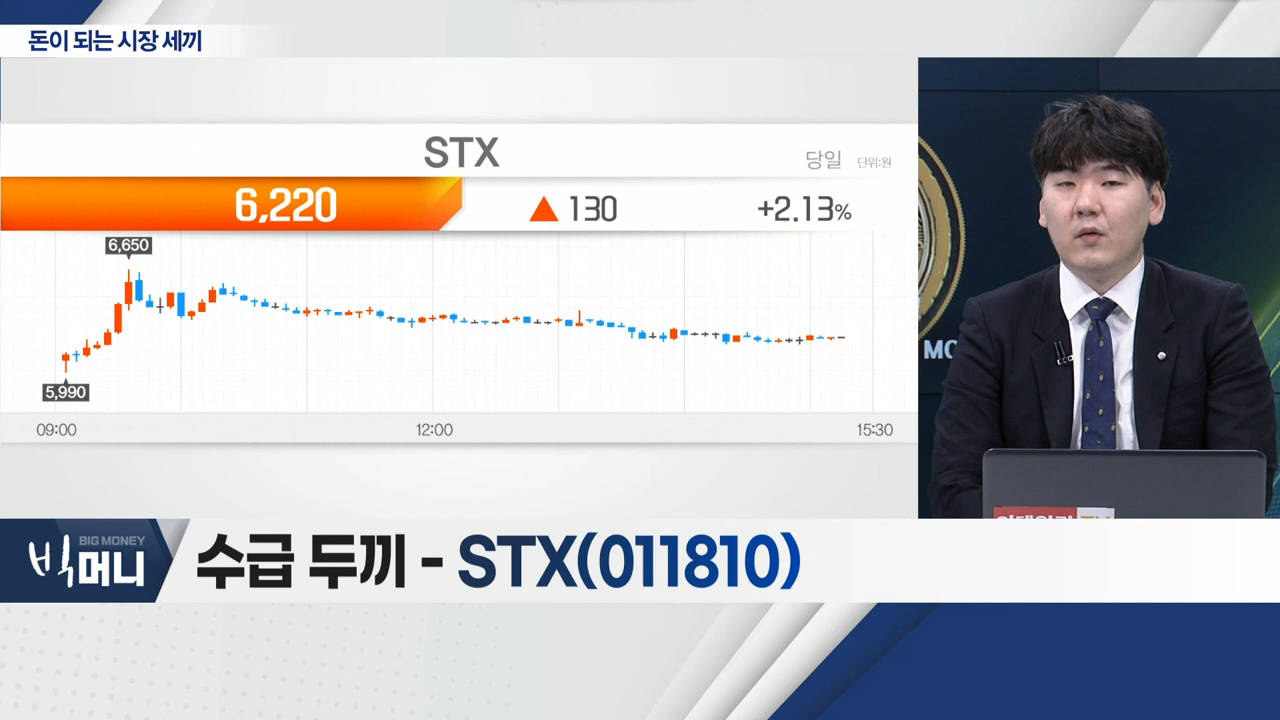 돈이 되는 시장 세끼
STX
당일 단위:원
6,220 ▲ 130 +2.13%
6,650
5,990
09:00 12:00 15:30
BIG MONEY
빅머니
수급 두끼 - STX(011810)